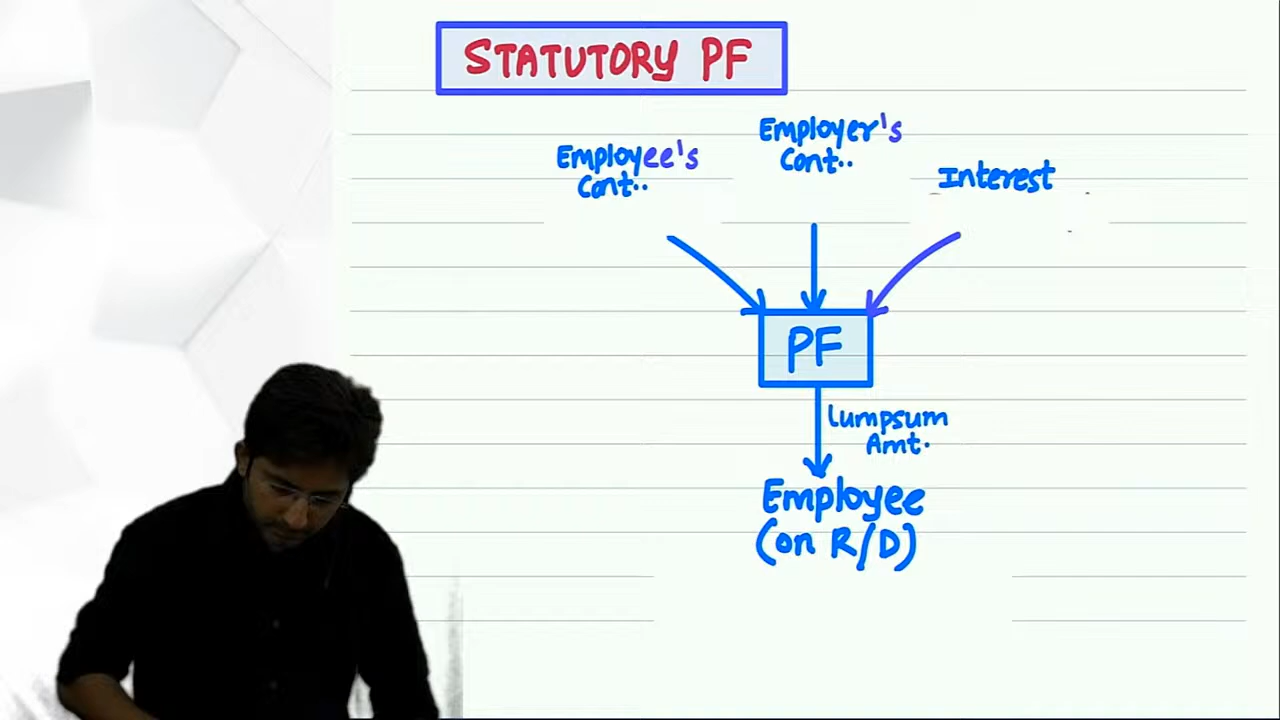 STATUTORY PF
Employee's
Cont..
Employer's
Cont..
Interest
PF
Lumpsum
Amt.
Employee
(on R/D)